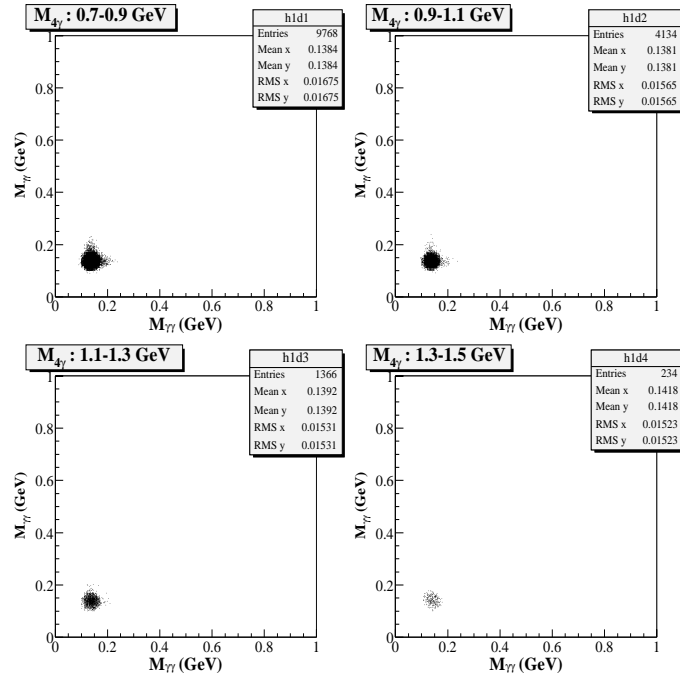 M4γ : 0.7-0.9 GeV
h1d1
Entries 9768
Mean x 0.1384
Mean y 0.1384
RMS x 0.01675
RMS y 0.01675
Mγγ (GeV)
1
0.8
0.6
0.4
0.2
0
0 0.2 0.4 0.6 0.8 1
Mγγ (GeV)
M4γ : 0.9-1.1 GeV
h1d2
Entries 4134
Mean x 0.1381
Mean y 0.1381
RMS x 0.01565
RMS y 0.01565
Mγγ (GeV)
1
0.8
0.6
0.4
0.2
0
0 0.2 0.4 0.6 0.8 1
Mγγ (GeV)
M4γ : 1.1-1.3 GeV
h1d3
Entries 1366
Mean x 0.1392
Mean y 0.1392
RMS x 0.01531
RMS y 0.01531
Mγγ (GeV)
1
0.8
0.6
0.4
0.2
0
0 0.2 0.4 0.6 0.8 1
Mγγ (GeV)
M4γ : 1.3-1.5 GeV
h1d4
Entries 234
Mean x 0.1418
Mean y 0.1418
RMS x 0.01523
RMS y 0.01523
Mγγ (GeV)
1
0.8
0.6
0.4
0.2
0
0 0.2 0.4 0.6 0.8 1
Mγγ (GeV)